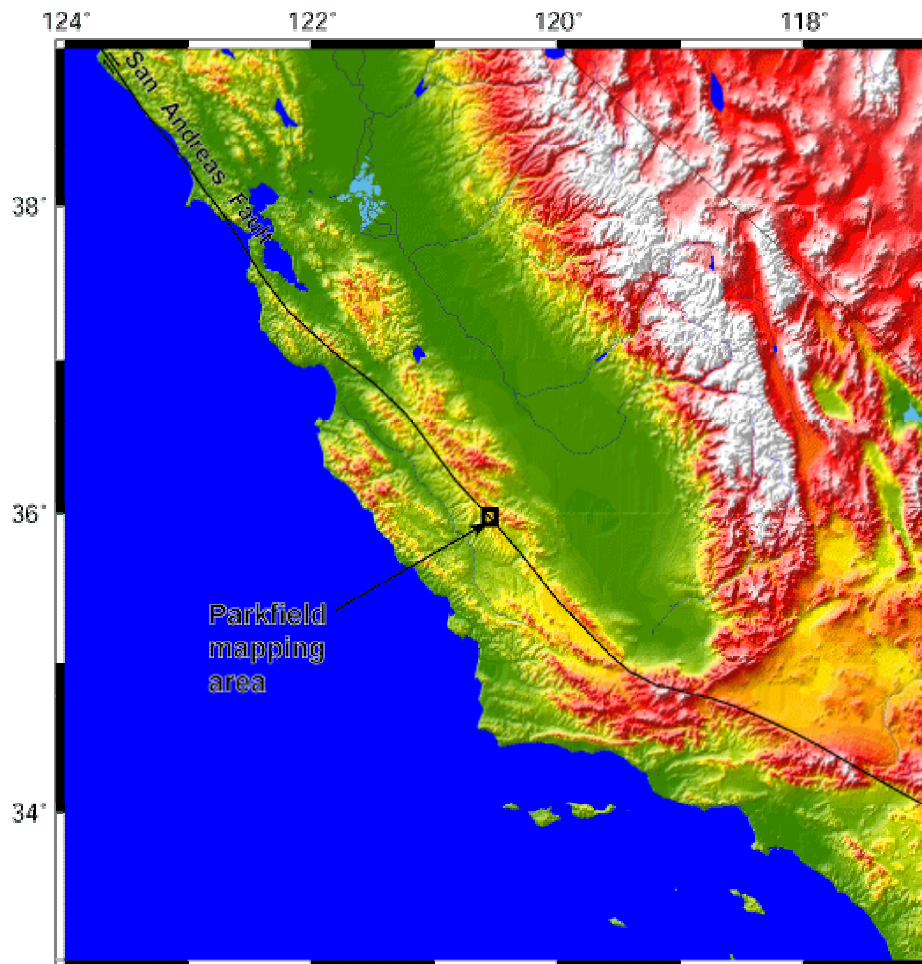 124° 122° 120° 118°
San Andreas Fault
38°
36°
Parkfield
mapping
area
34°